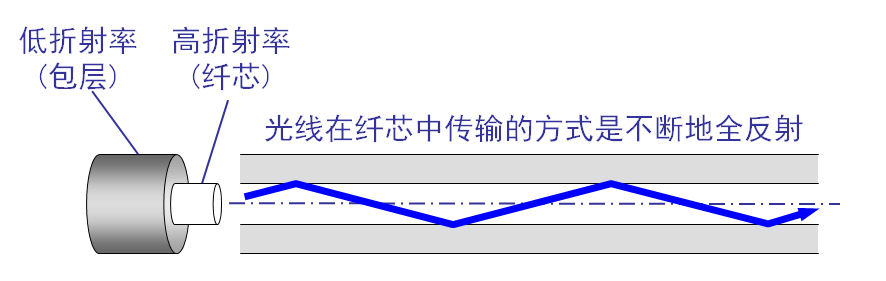 低折射率
（包层）
高折射率
（纤芯）
光线在纤芯中传输的方式是不断地全反射